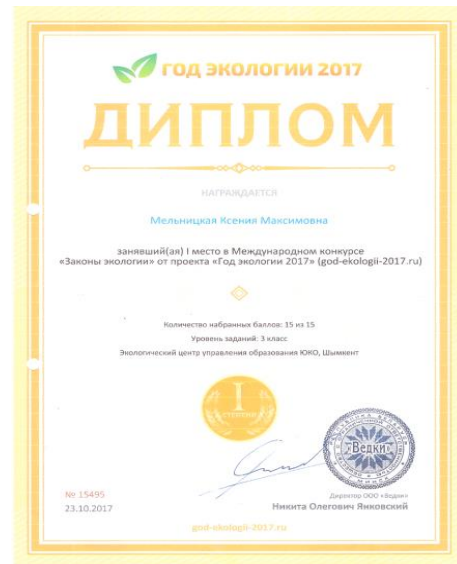 ГОД ЭКОЛОГИИ 2017
ДИПЛОМ
НАГРАЖДАЕТСЯ
Мельницкая Ксения Максимовна
занявший(ая) I место в Международном конкурсе
«Законы экологии» от проекта «Год экологии 2017» (god-ekologii-2017.ru)
Количество набранных баллов: 15 из 15
Уровень заданий: 3 класс
Экологический центр управления образования ЮКО, Шымкент
I
СТЕПЕНИ
«Ведки»
№ 15495
23.10.2017
Директор ООО «Ведки»
Никита Олегович Янковский
god-ekologii-2017.ru